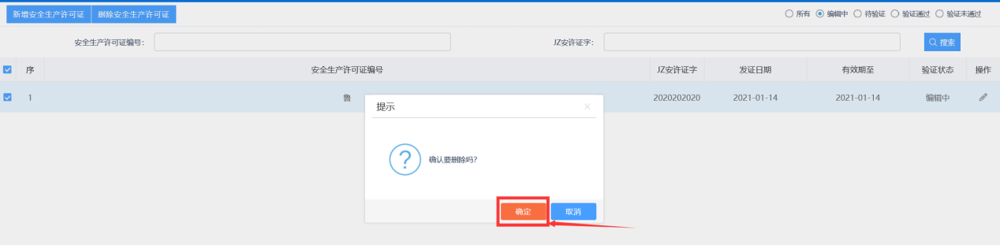 新增安全生产许可证 删除安全生产许可证 所有 编辑中 待验证 验证通过 验证未通过
安全生产许可证编号： JZ安许证字： 搜索
序 安全生产许可证编号 JZ安许证字 发证日期 有效期至 验证状态 操作
1 鲁 2020202020 2021-01-14 2021-01-14 编辑中
提示
确认要删除吗?
确定 取消